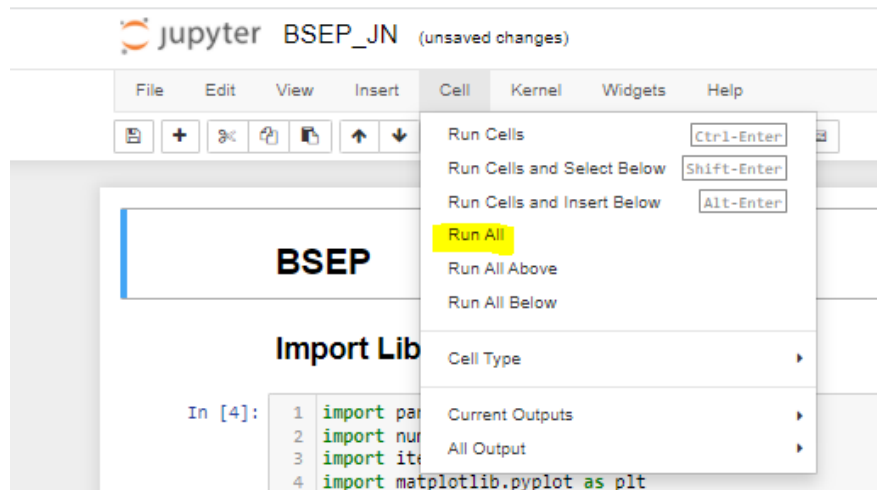 jupyter BSEP_JN (unsaved changes)
File Edit View Insert Cell Kernel Widgets Help
Run Cells Ctrl-Enter
Run Cells and Select Below Shift-Enter
Run Cells and Insert Below Alt-Enter
Run All
BSEP
Run All Above
Run All Below
Import Lib
Cell Type
In [4]: 1 import par
Current Outputs
2 import nu
3 import ite
All Output
4 import matplotlib.pyplot as plt